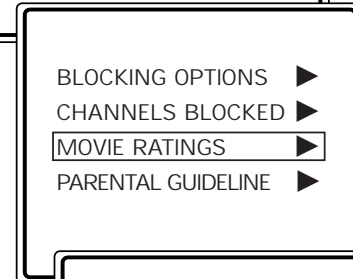 BLOCKING OPTIONS ▶
CHANNELS BLOCKED ▶
MOVIE RATINGS ▶
PARENTAL GUIDELINE ▶